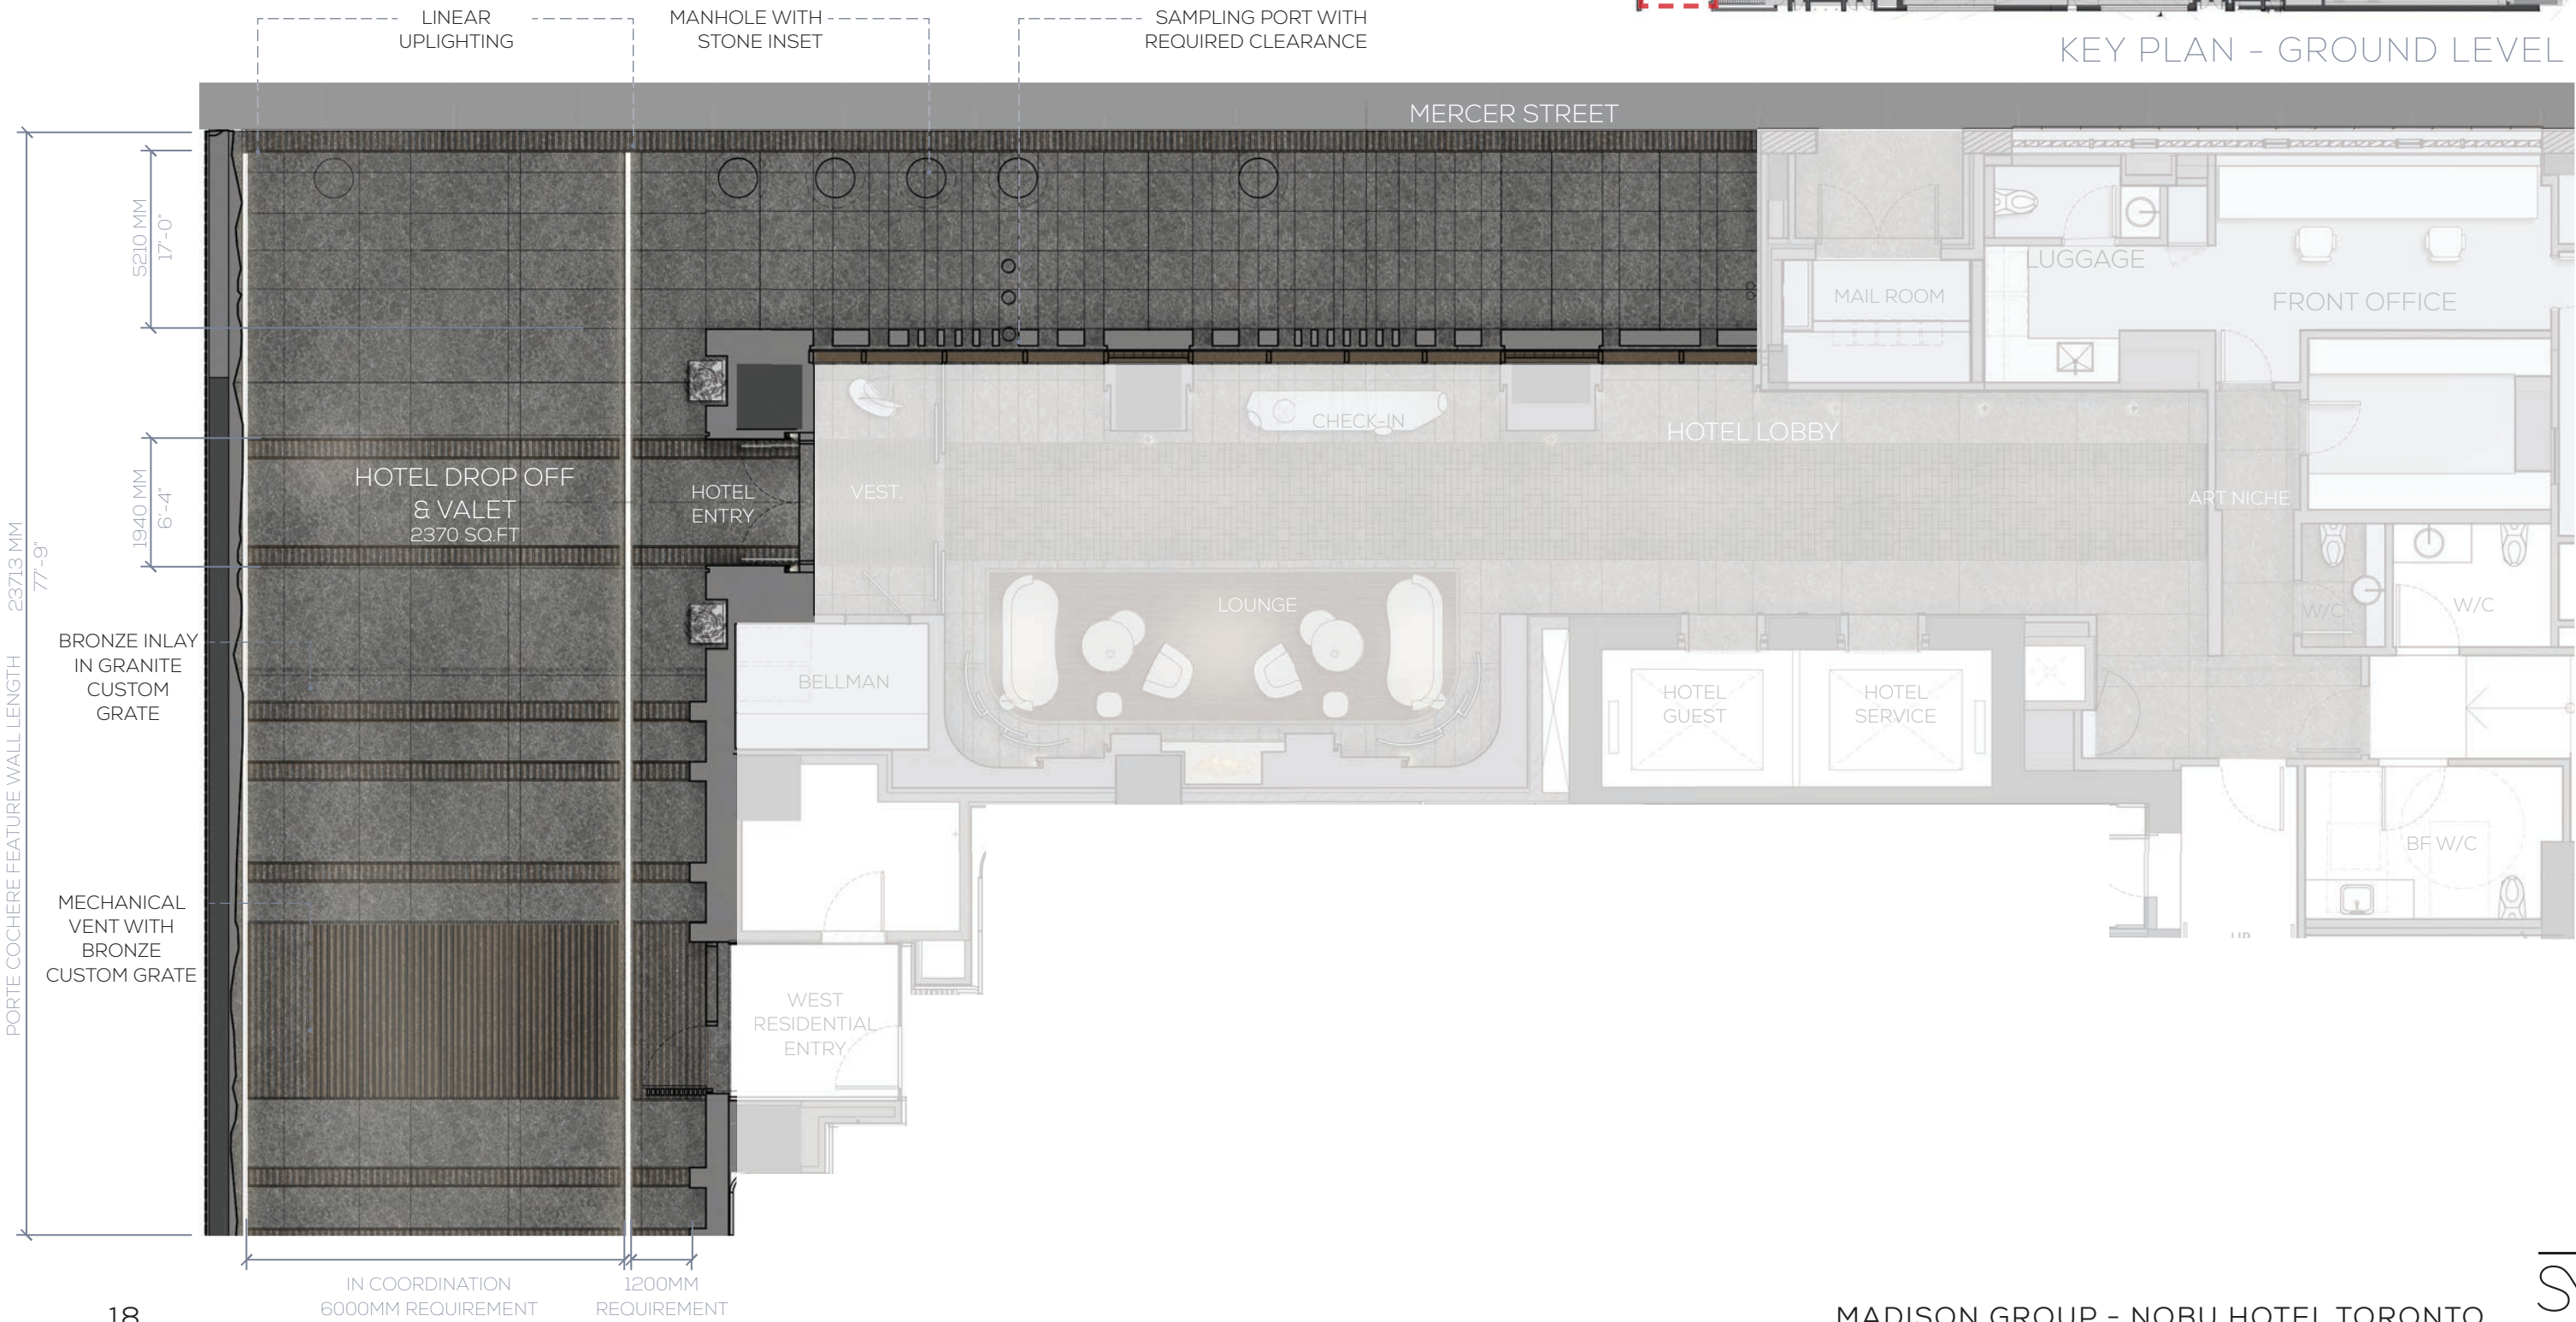 LINEAR
UPLIGHTING
MANHOLE WITH
STONE INSET
SAMPLING PORT WITH
REQUIRED CLEARANCE
KEY PLAN - GROUND LEVEL
MERCER STREET
5210 MM
17'-0"
1940 MM
6'-4"
PORTE COCHERE FEATURE WALL LENGTH 23713 MM
77'-9"
BRONZE INLAY
IN GRANITE
CUSTOM
GRATE
MECHANICAL
VENT WITH
BRONZE
CUSTOM GRATE
HOTEL DROP OFF
& VALET
2370 SQ.FT
HOTEL
ENTRY
VEST.
CHECK-IN
HOTEL LOBBY
MAIL ROOM
LUGGAGE
FRONT OFFICE
ART NICHE
LOUNGE
BELLMAN
HOTEL
GUEST
HOTEL
SERVICE
W/C
W/C
BF W/C
WEST
RESIDENTIAL
ENTRY
IN COORDINATION
6000MM REQUIREMENT
1200MM
REQUIREMENT
18
MADISON GROUP - NOBU HOTEL TORONTO